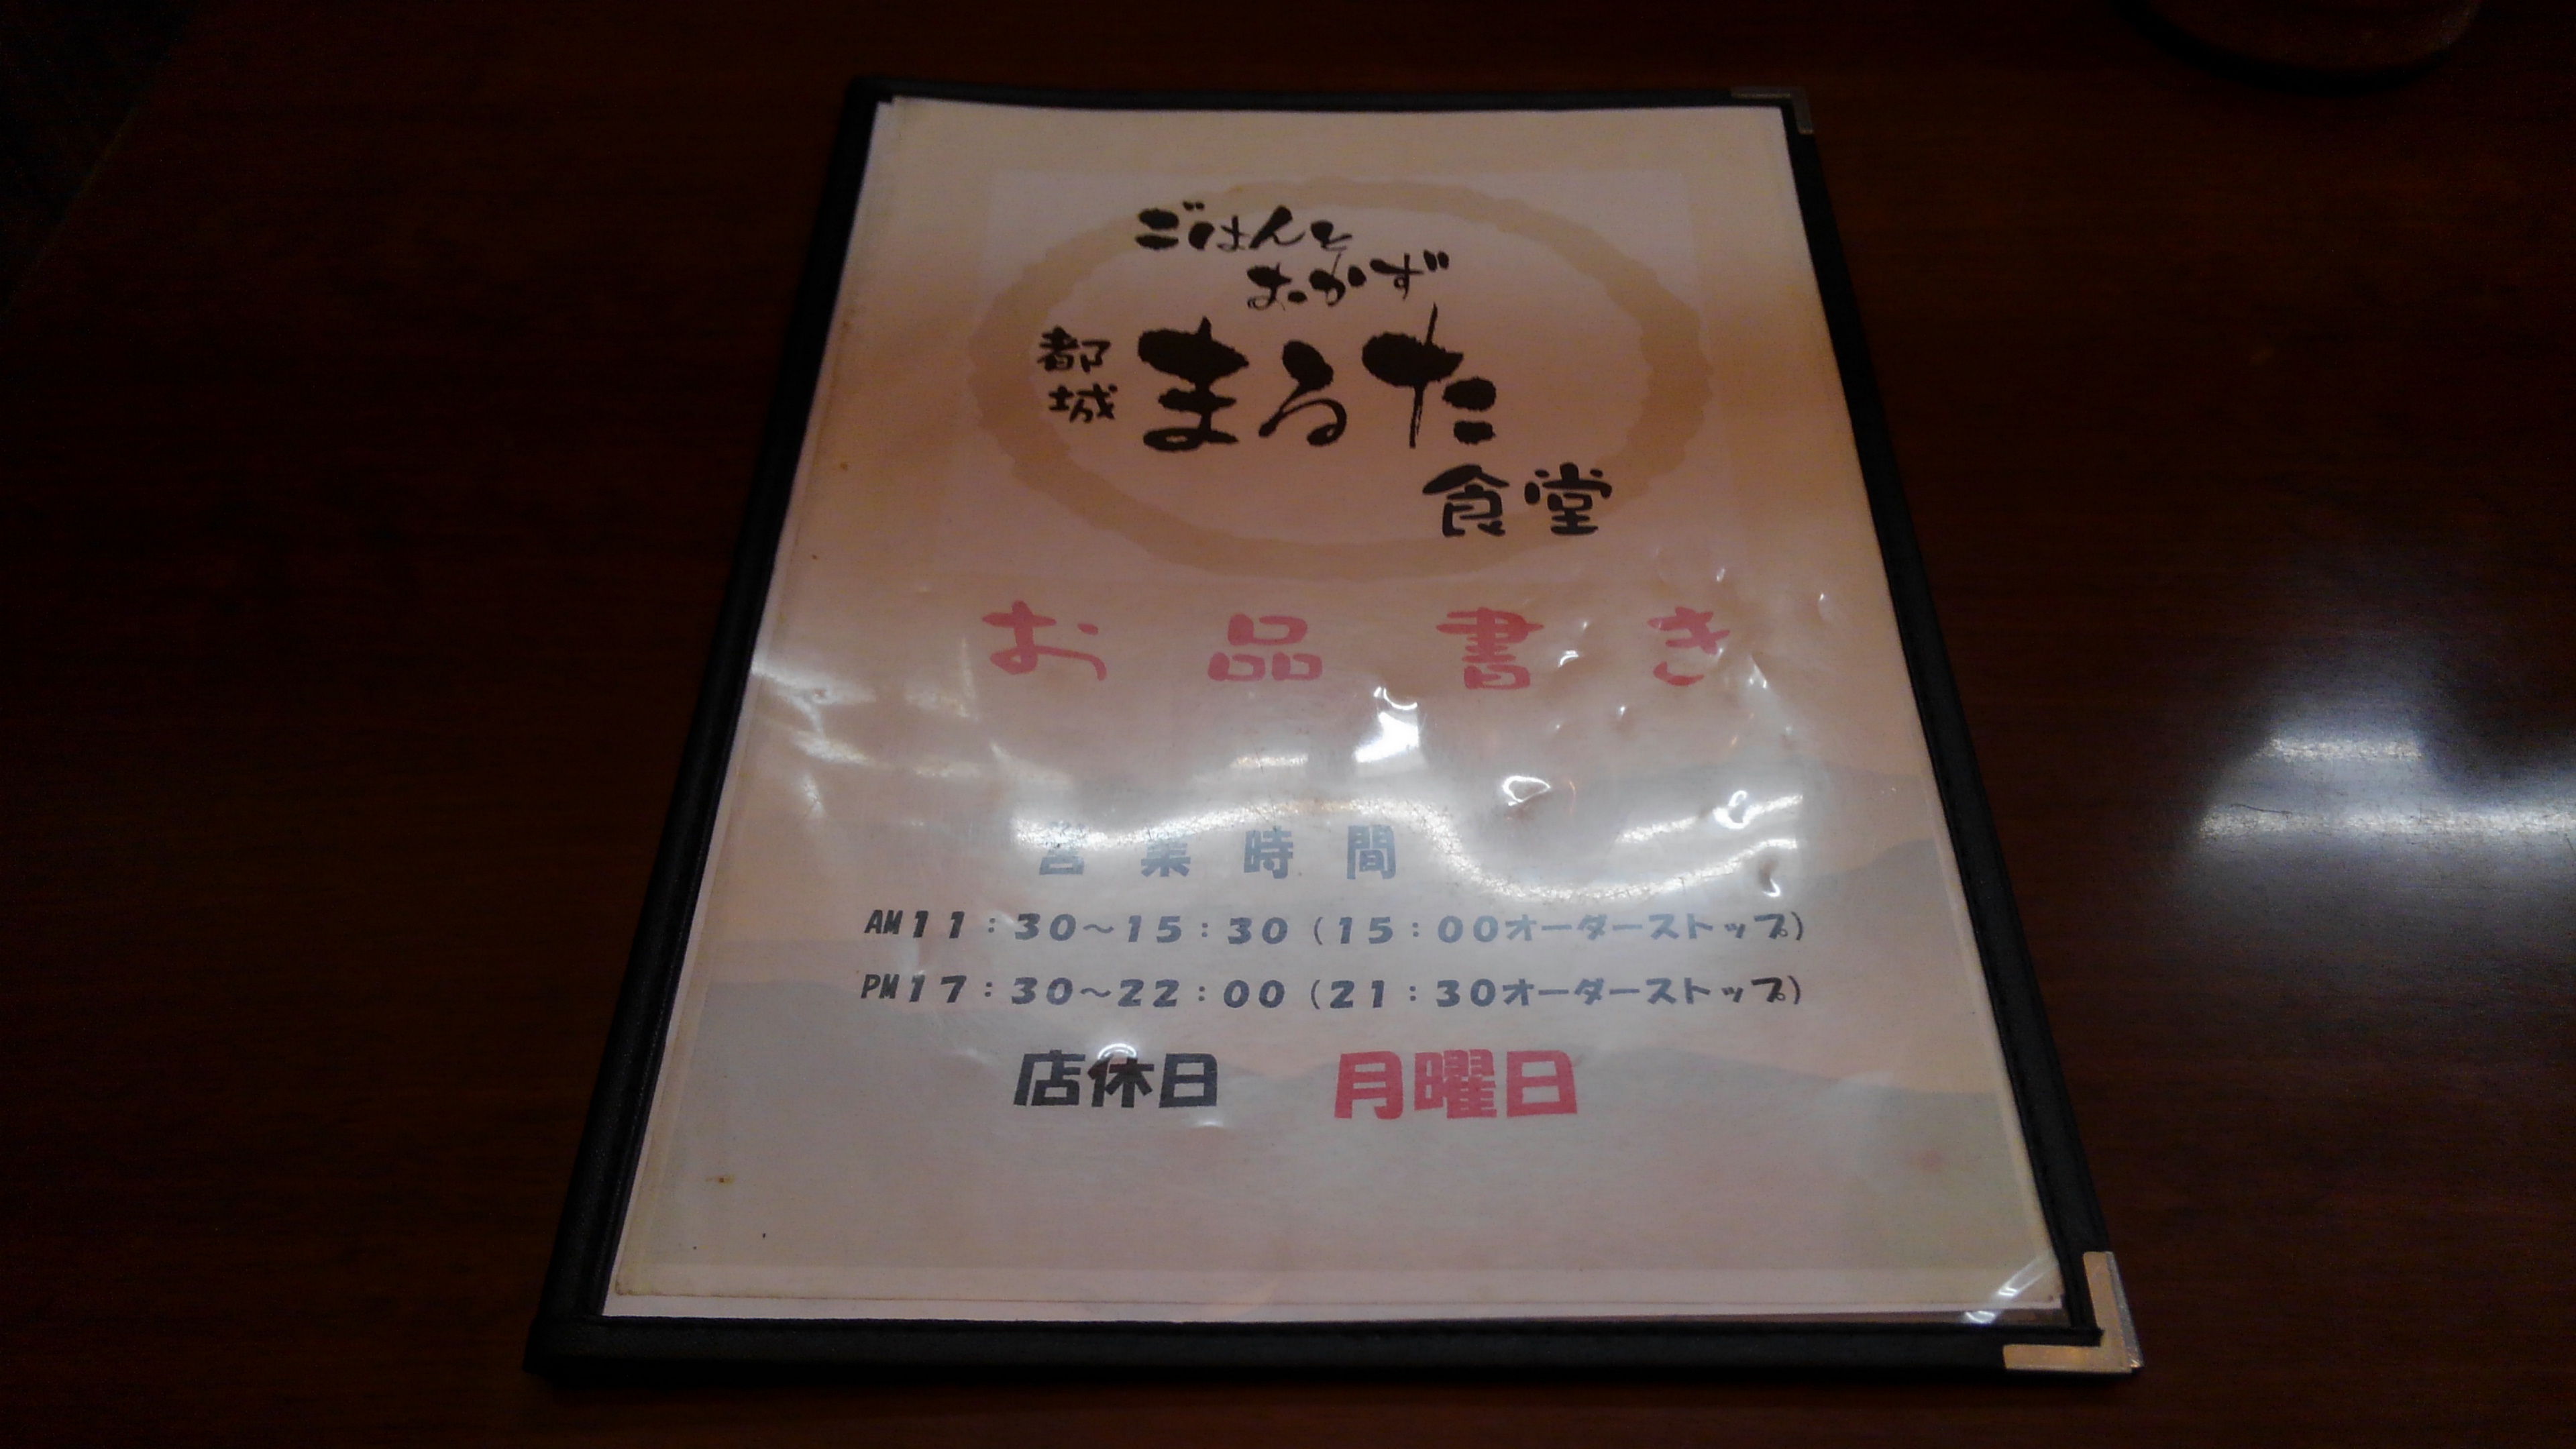 ごはんと
おかず
都城
まるた
食堂
お品書き
営業時間
AM11:30～15:30(15:00オーダーストップ)
PM17:30～22:00(21:30オーダーストップ)
店休日 月曜日